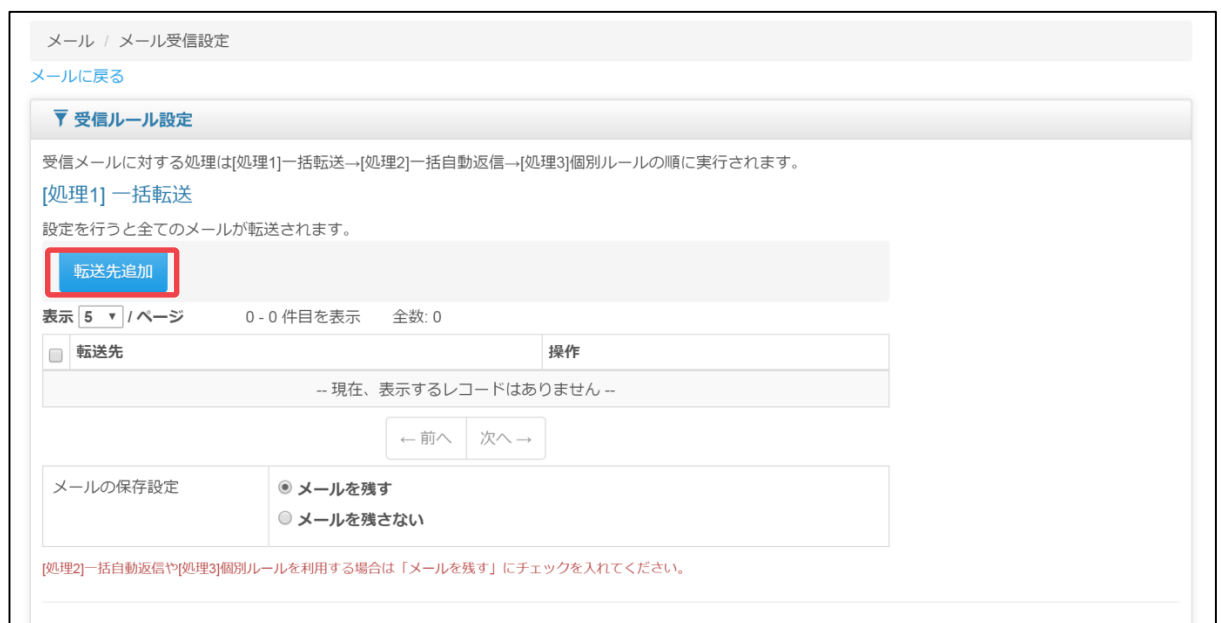 メール / メール受信設定
メールに戻る
受信ルール設定
受信メールに対する処理は[処理1]一括転送→[処理2]一括自動返信→[処理3]個別ルールの順に実行されます。
[処理1] 一括転送
設定を行うと全てのメールが転送されます。
転送先追加
表示 5 / ページ 0 - 0 件目を表示 全数: 0
転送先 操作
-- 現在、表示するレコードはありません --
← 前へ 次へ →
メールの保存設定 メールを残す
メールを残さない
[処理2]一括自動返信や[処理3]個別ルールを利用する場合は「メールを残す」にチェックを入れてください。